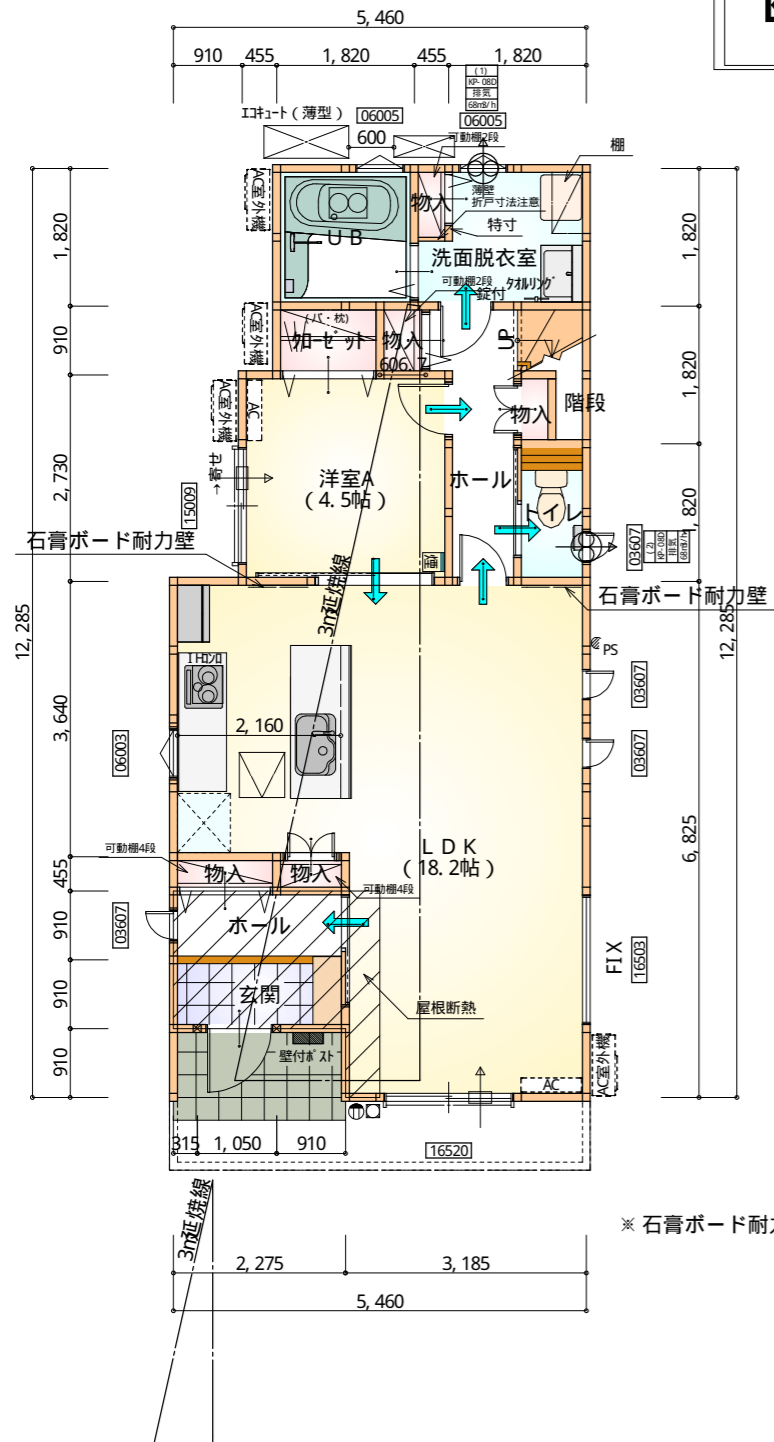 5,460
910
455
1,820
455
1,820
(1)
KP-08D
排気
68m3/h
エコキュート(薄型)
06005
06005
600
可動棚2段
棚
AC室外機
薄壁
折戸寸法注意
物入
特寸
UB
洗面脱衣室
可動棚2段
タオルリング
錠付
1,820
1,820
AC室外機
(パ・枕)
クローゼット
物入
UP
606.7
910
1,820
AC室外機
AC
物入
階段
2,730
洋室A
(4.5帖)
ホール
15009
トイレ
1,820
03607
(2)
KP-08D
排気
68m3/h
石膏ボード耐力壁
煙
3m延焼線
石膏ボード耐力壁
12,285
12,285
PS
IHコンロ
03607
3,640
2,160
06003
03607
LDK
(18.2帖)
6,825
可動棚4段
物入
物入
可動棚4段
455
03607
910
ホール
FIX
16503
910
玄関
屋根断熱
910
壁付ポスト
AC
AC室外機
315
1,050
910
16520
3m延焼線
※石膏ボード耐
2,275
3,185
5,460